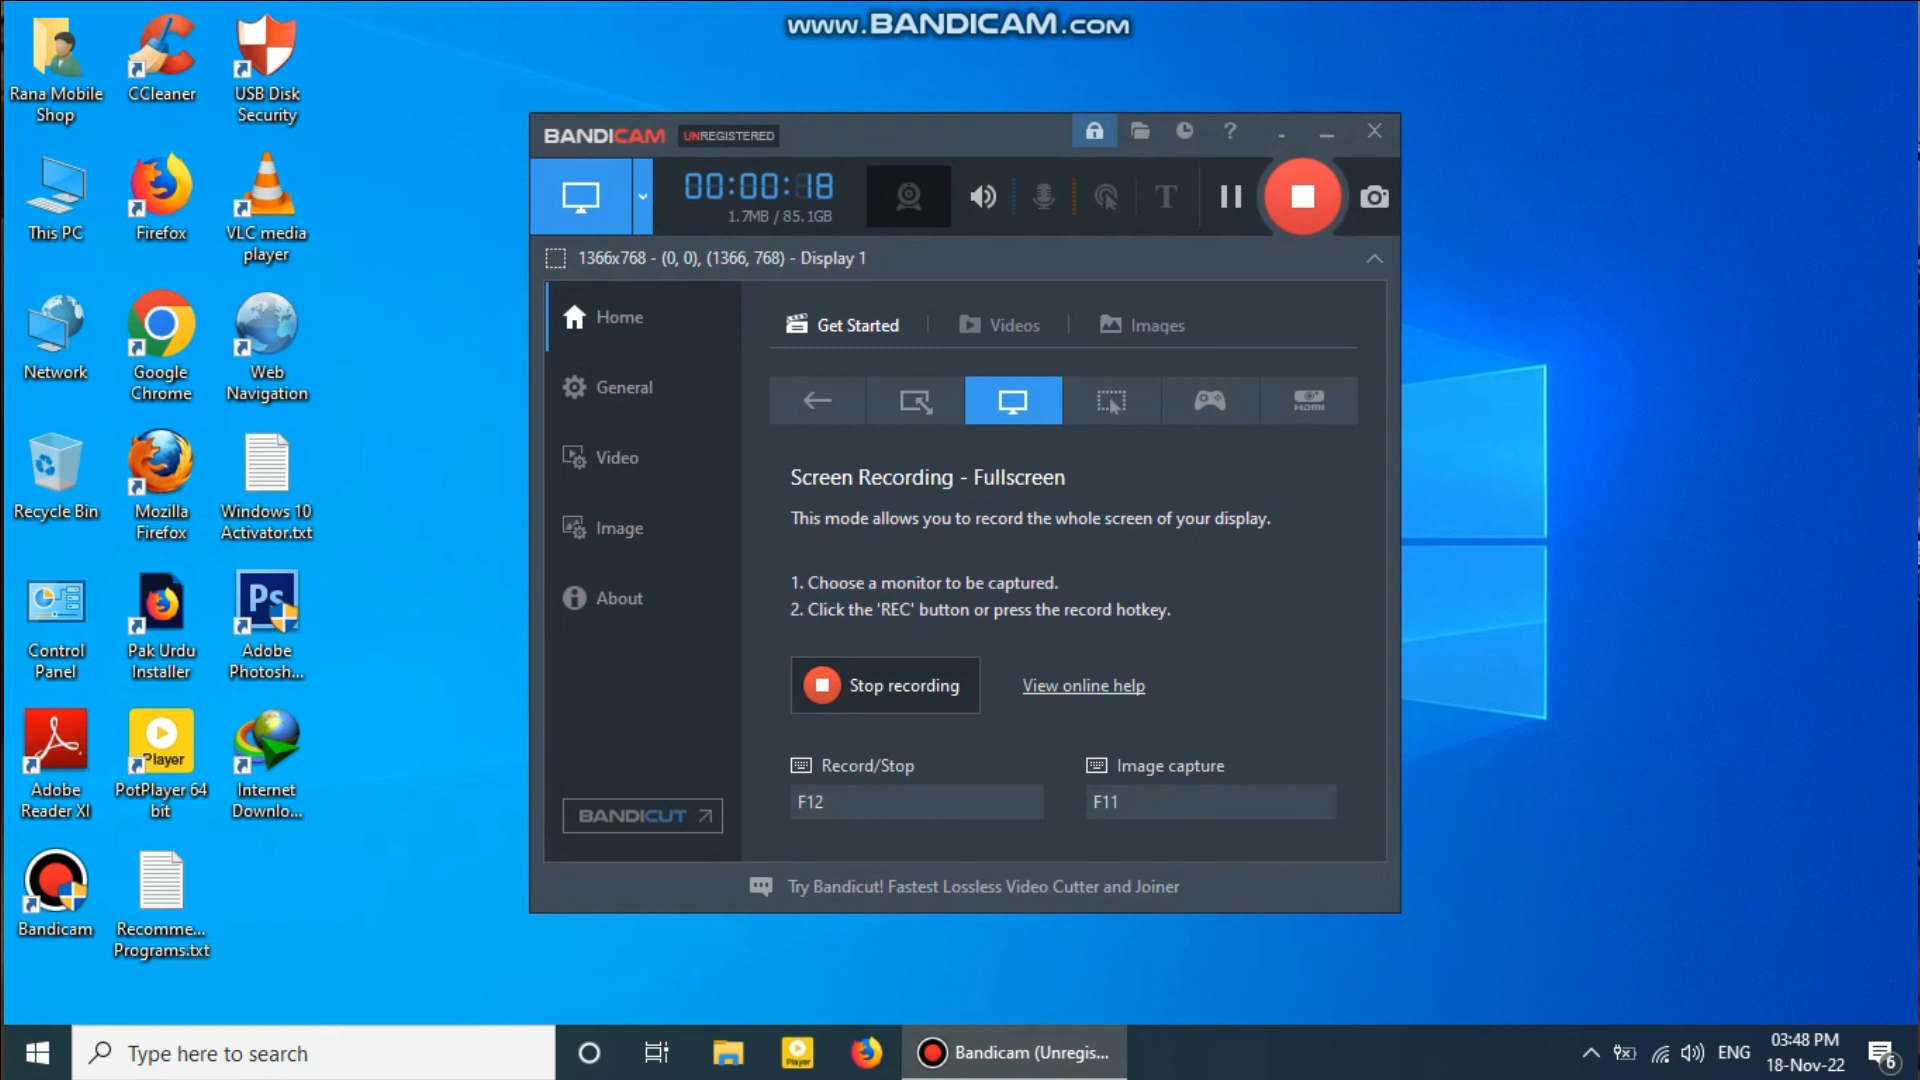 www.BANDICAM.com
Rana Mobile
Shop
CCleaner
USB Disk
Security
This PC
Firefox
VLC media
player
Network
Google
Chrome
Web
Navigation
Recycle Bin
Mozilla
Firefox
Windows 10
Activator.txt
Control
Panel
Pak Urdu
Installer
Ps
Adobe
Photosh...
Adobe
Reader XI
Player
PotPlayer 64
bit
Internet
Downlo...
Bandicam
Recomme...
Programs.txt
BANDICAM UNREGISTERED
00:00:18
1.7MB / 85.1GB
T
1366x768 - (0, 0), (1366, 768) - Display 1
Home
General
Video
Image
About
BANDICUT
Get Started
Videos
Images
HDMI
Screen Recording - Fullscreen
This mode allows you to record the whole screen of your display.
1. Choose a monitor to be captured.
2. Click the 'REC' button or press the record hotkey.
Stop recording
View online help
Record/Stop
Image capture
F12
F11
Try Bandicut! Fastest Lossless Video Cutter and Joiner
Type here to search
Player
Bandicam (Unregis...
ENG
03:48 PM
18-Nov-22
6